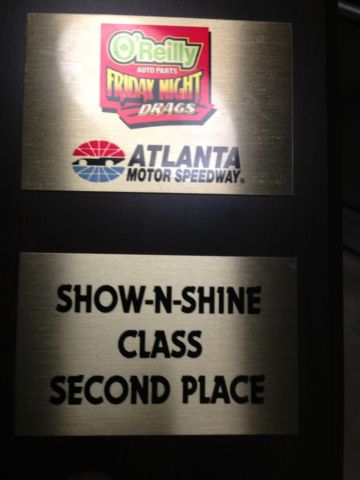 O'Reilly
AUTO PARTS
FRIDAY NIGHT
DRAGS
ATLANTA
MOTOR SPEEDWAY®
SHOW-N-SHINE
CLASS
SECOND PLACE